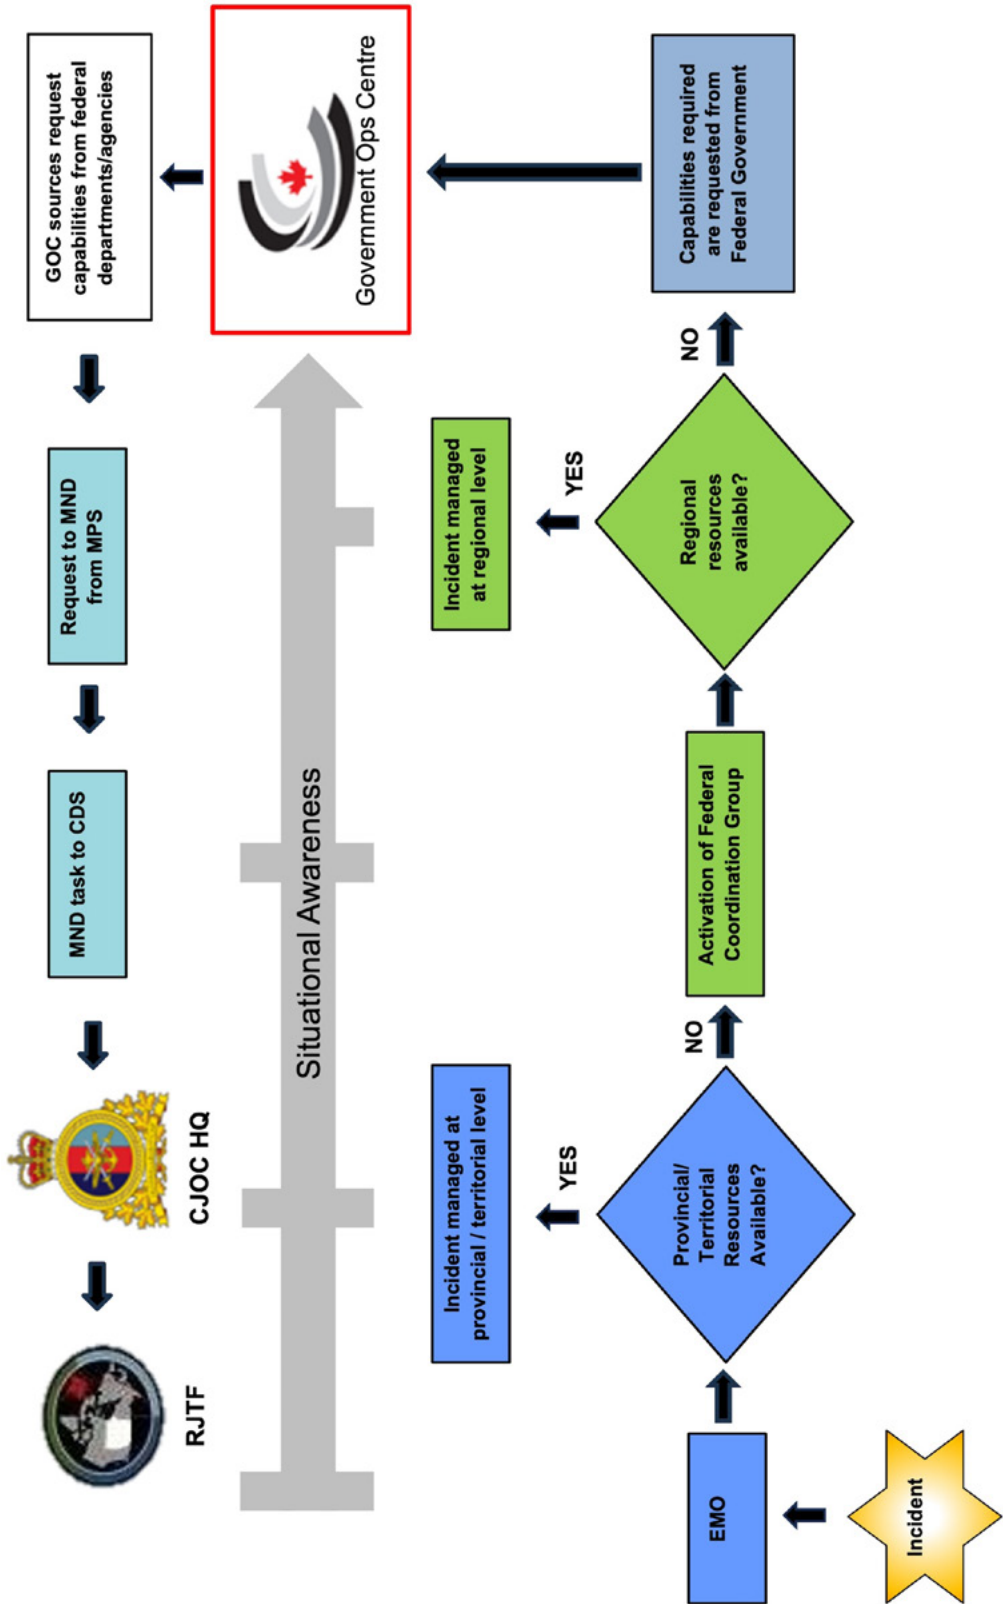 Incident
EMO
Provincial/
Territorial
Resources
Available?
YES
Incident managed at
provincial / territorial level
NO
Activation of Federal
Coordination Group
Regional
resources
available?
YES
Incident managed
at regional level
NO
Capabilities required
are requested from
Federal Government
Situational Awareness
Government Ops Centre
GOC sources request
capabilities from federal
departments/agencies
Request to MND
from MPS
MND task to CDS
CJOC HQ
RJTF